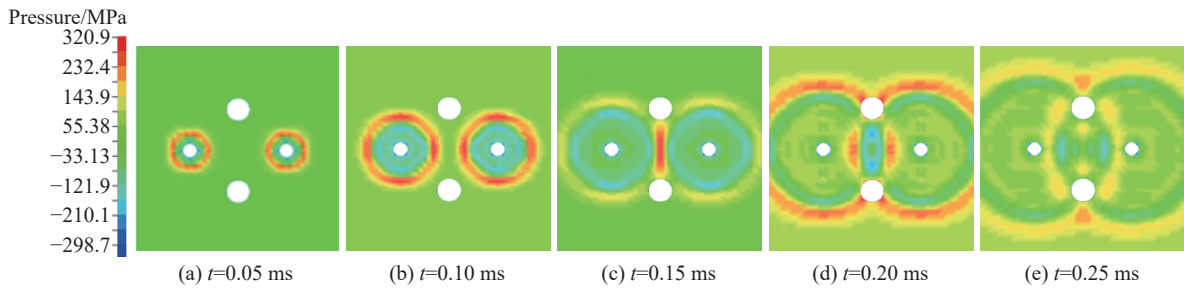 Pressure/MPa
320.9
232.4
143.9
55.38
−33.13
−121.9
−210.1
−298.7
(a) t=0.05 ms
(b) t=0.10 ms
(c) t=0.15 ms
(d) t=0.20 ms
(e) t=0.25 ms